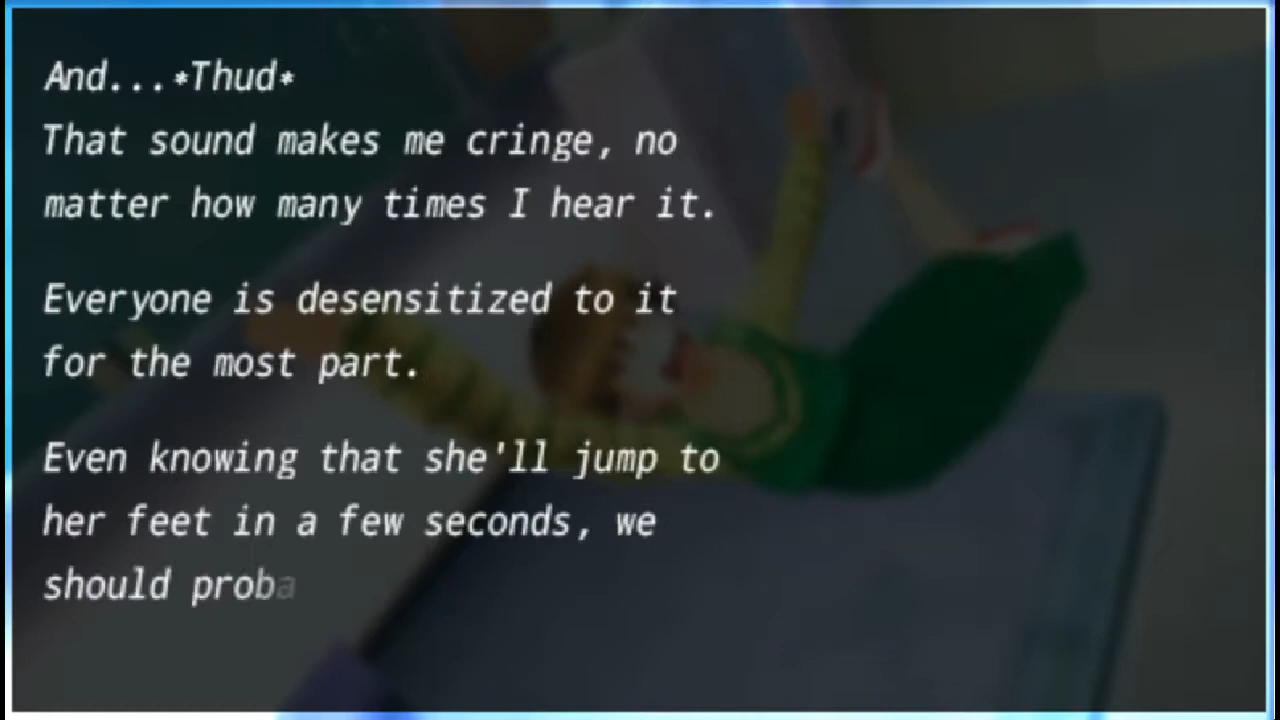 And...*Thud*
That sound makes me cringe, no
matter how many times I hear it.
Everyone is desensitized to it
for the most part.
Even knowing that she'll jump to
her feet in a few seconds, we
should proba